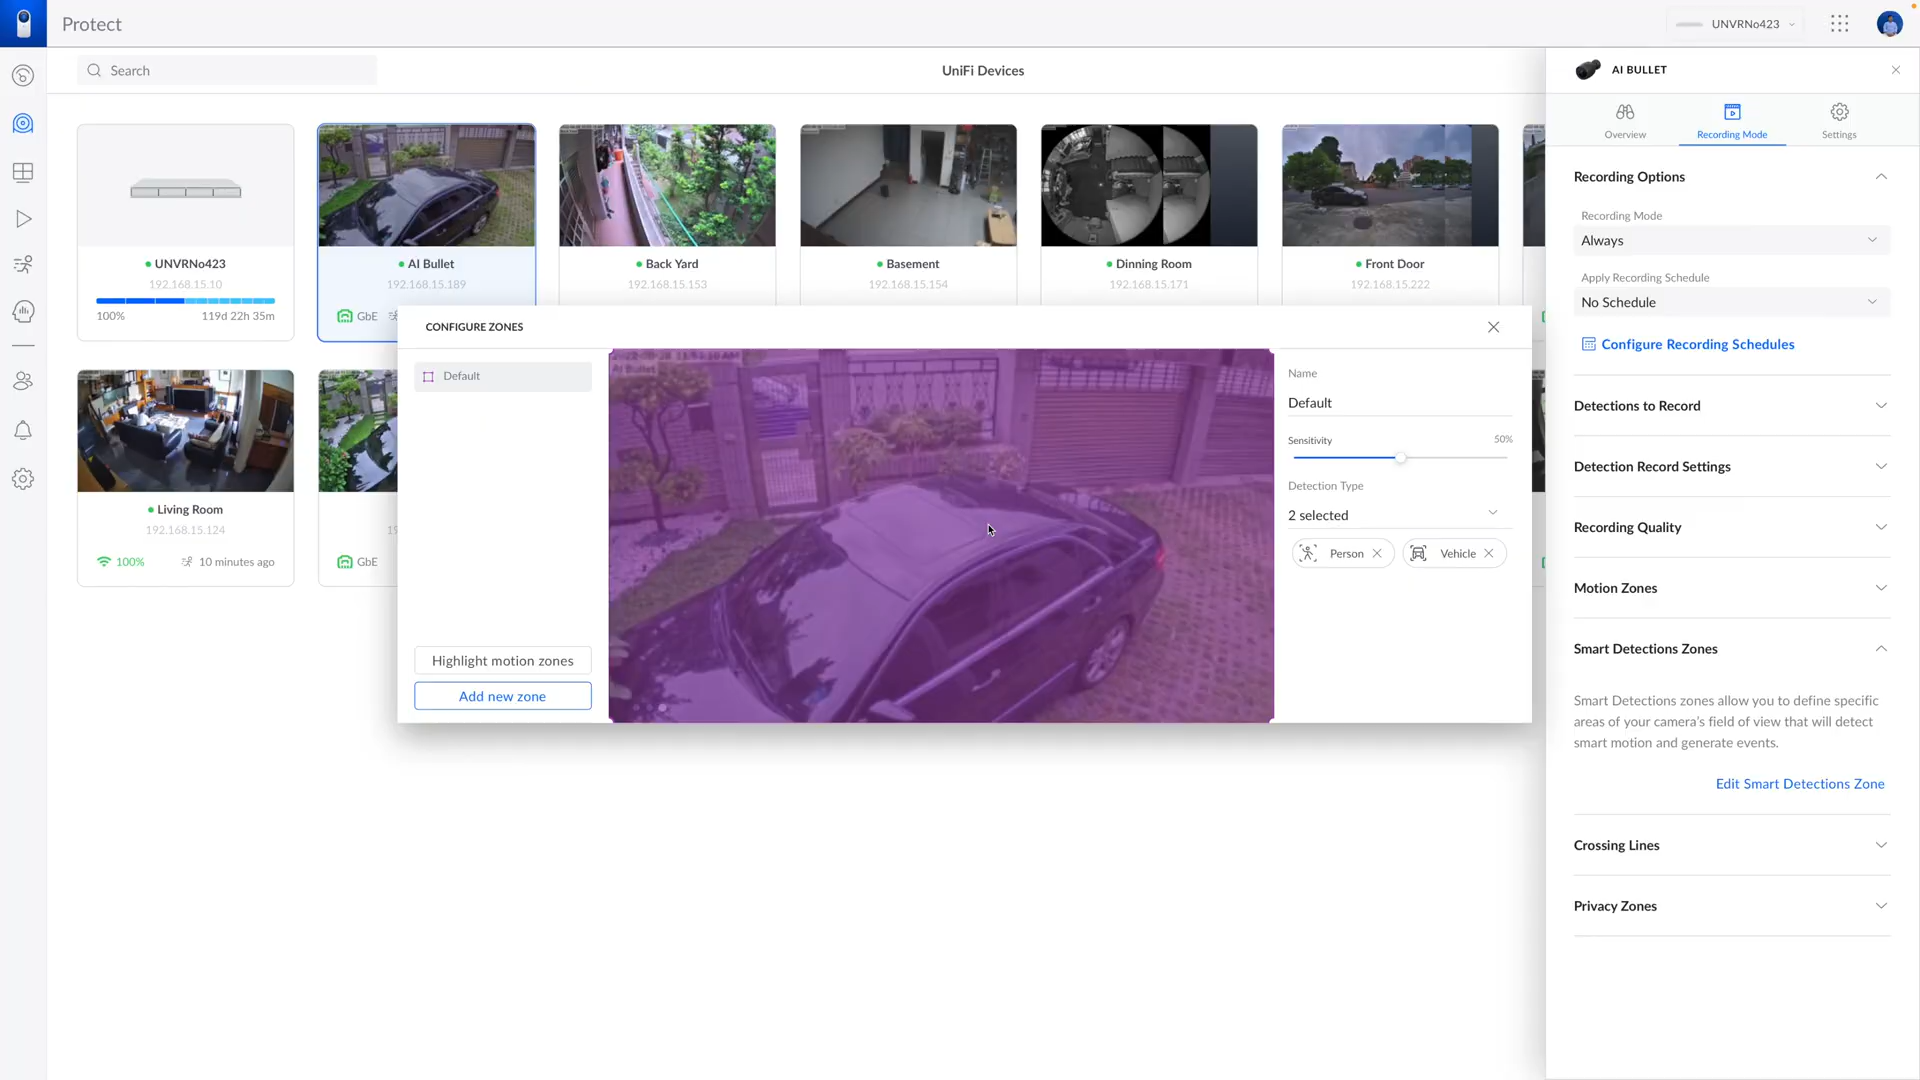 Protect
UNVRNo423
Search
UniFi Devices
UNVRNo423
192.168.15.10
100% 119d 22h 35m
AI Bullet
192.168.15.189
GbE
Back Yard
192.168.15.153
Basement
192.168.15.154
Dinning Room
192.168.15.171
Front Door
192.168.15.222
Living Room
192.168.15.124
100% 10 minutes ago
GbE
CONFIGURE ZONES
Default
Highlight motion zones
Add new zone
AI Bullet
Name
Default
Sensitivity 50%
Detection Type
2 selected
Person
Vehicle
AI BULLET
Overview
Recording Mode
Settings
Recording Options
Recording Mode
Always
Apply Recording Schedule
No Schedule
Configure Recording Schedules
Detections to Record
Detection Record Settings
Recording Quality
Motion Zones
Smart Detections Zones
Smart Detections zones allow you to define specific
areas of your camera's field of view that will detect
smart motion and generate events.
Edit Smart Detections Zone
Crossing Lines
Privacy Zones